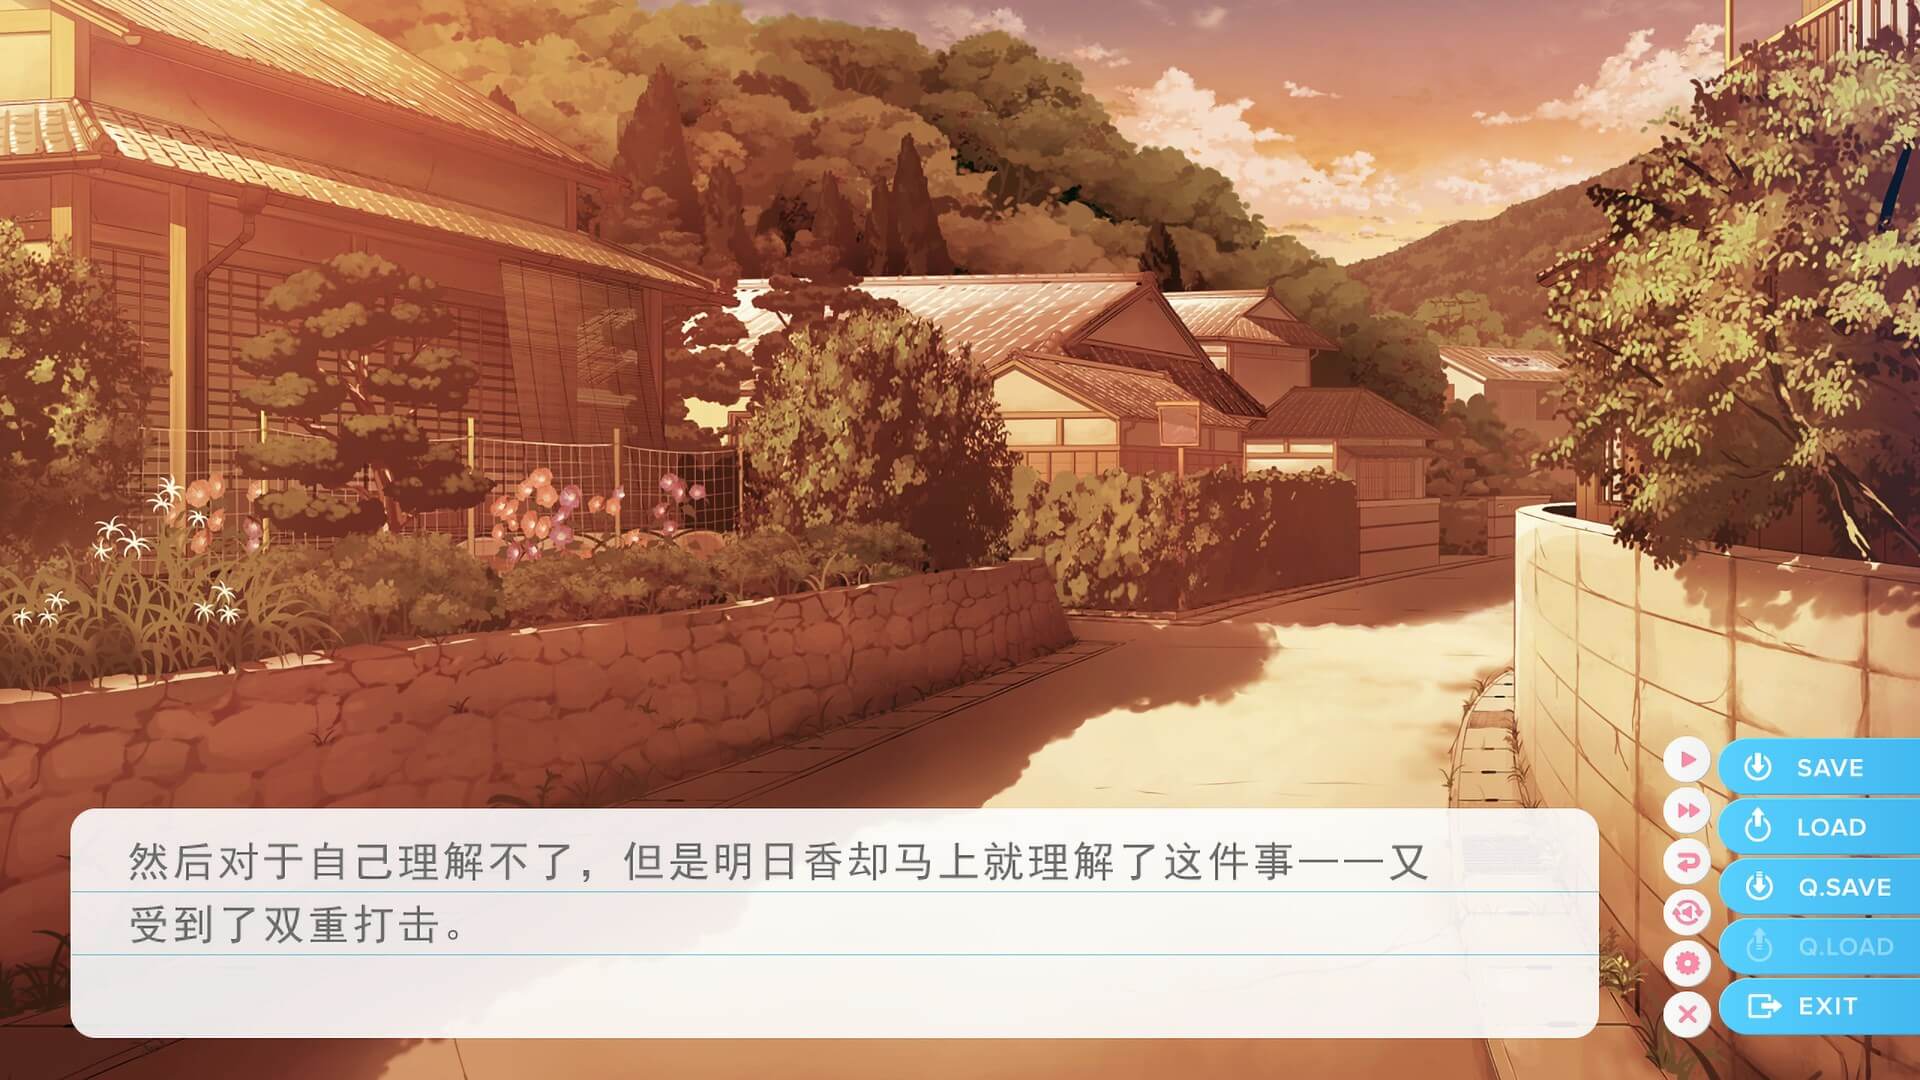 然后对于自己理解不了，但是明日香却马上就理解了这件事——又
受到了双重打击。
SAVE
LOAD
Q.SAVE
Q.LOAD
EXIT